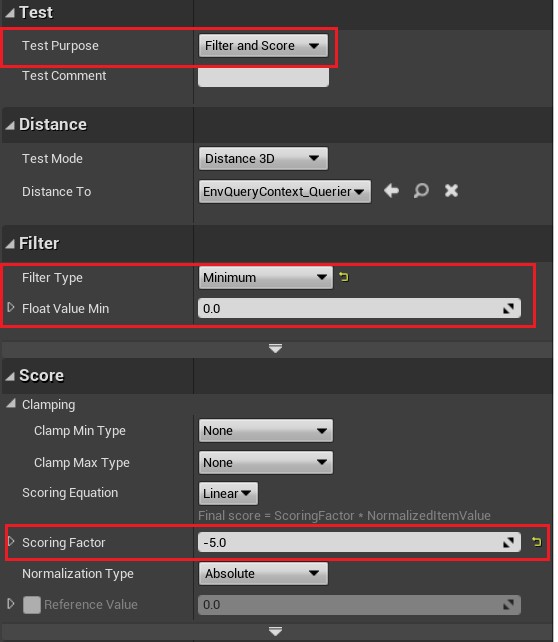 Test
Test Purpose Filter and Score
Test Comment
Distance
Test Mode Distance 3D
Distance To EnvQueryContext_Querier
Filter
Filter Type Minimum
Float Value Min 0.0
Score
Clamping
Clamp Min Type None
Clamp Max Type None
Scoring Equation Linear
Final score = ScoringFactor * NormalizedItemValue
Scoring Factor -5.0
Normalization Type Absolute
Reference Value 0.0